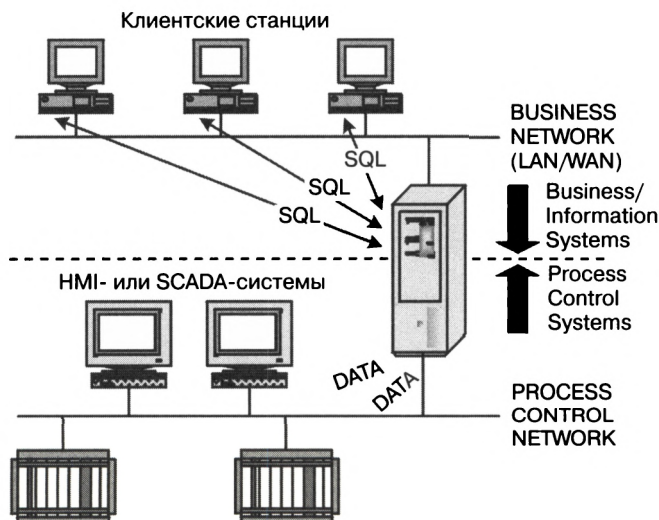 Клиентские станции
BUSINESS
NETWORK
(LAN/WAN)
SQL
SQL
SQL
Business/
Information
Systems
HMI- или SCADA-системы
Process
Control
Systems
DATA
DATA
PROCESS
CONTROL
NETWORK